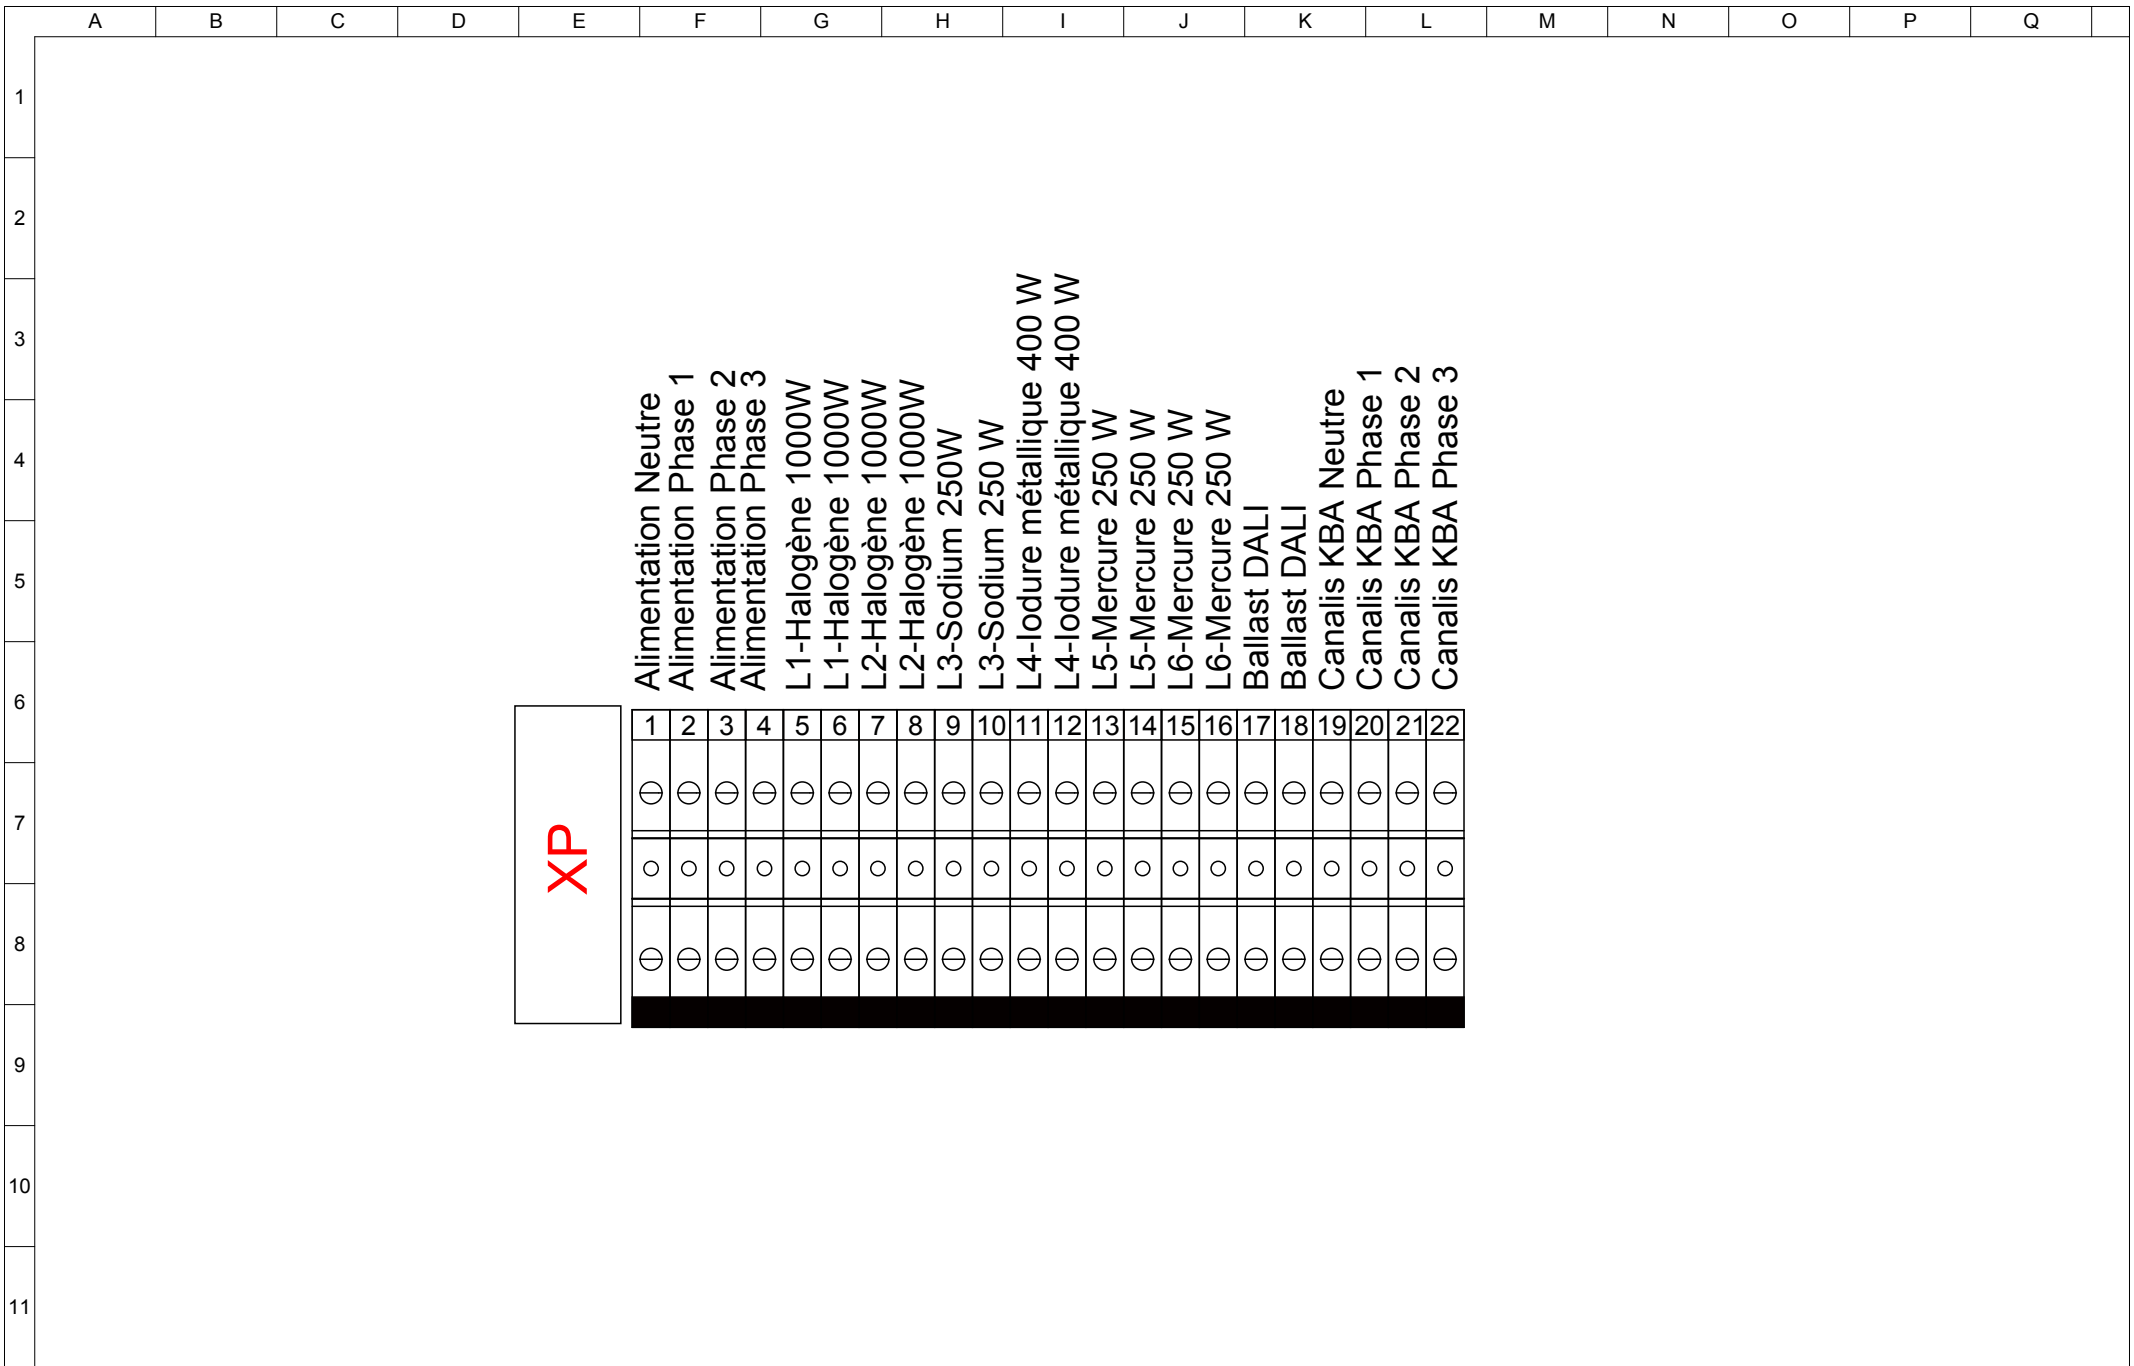 A B C D E F G H I J K L M N O P Q
1
2
3
4
5
6
7
8
9
10
11
Alimentation Neutre
Alimentation Phase 1
Alimentation Phase 2
Alimentation Phase 3
L1-Halogène 1000W
L1-Halogène 1000W
L2-Halogène 1000W
L2-Halogène 1000W
L3-Sodium 250W
L3-Sodium 250 W
L4-Iodure métallique 400 W
L4-Iodure métallique 400 W
L5-Mercure 250 W
L5-Mercure 250 W
L6-Mercure 250 W
L6-Mercure 250 W
Ballast DALI
Ballast DALI
Canalis KBA Neutre
Canalis KBA Phase 1
Canalis KBA Phase 2
Canalis KBA Phase 3
1 2 3 4 5 6 7 8 9 10 11 12 13 14 15 16 17 18 19 20 21 22
XP